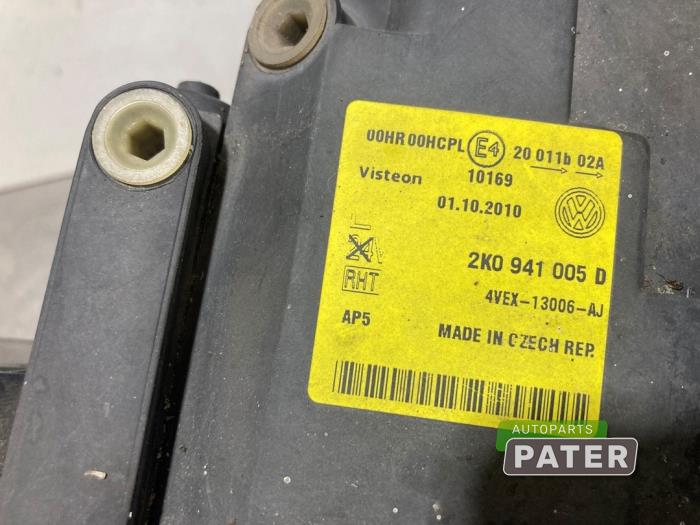 00HR 00HCPL E4 20 011b 02A
10169
Visteon
01.10.2010
L
24V
RHT
2K0 941 005 D
4VEX-13006-AJ
AP5
MADE IN CZECH REP.
AUTOPARTS
PATER